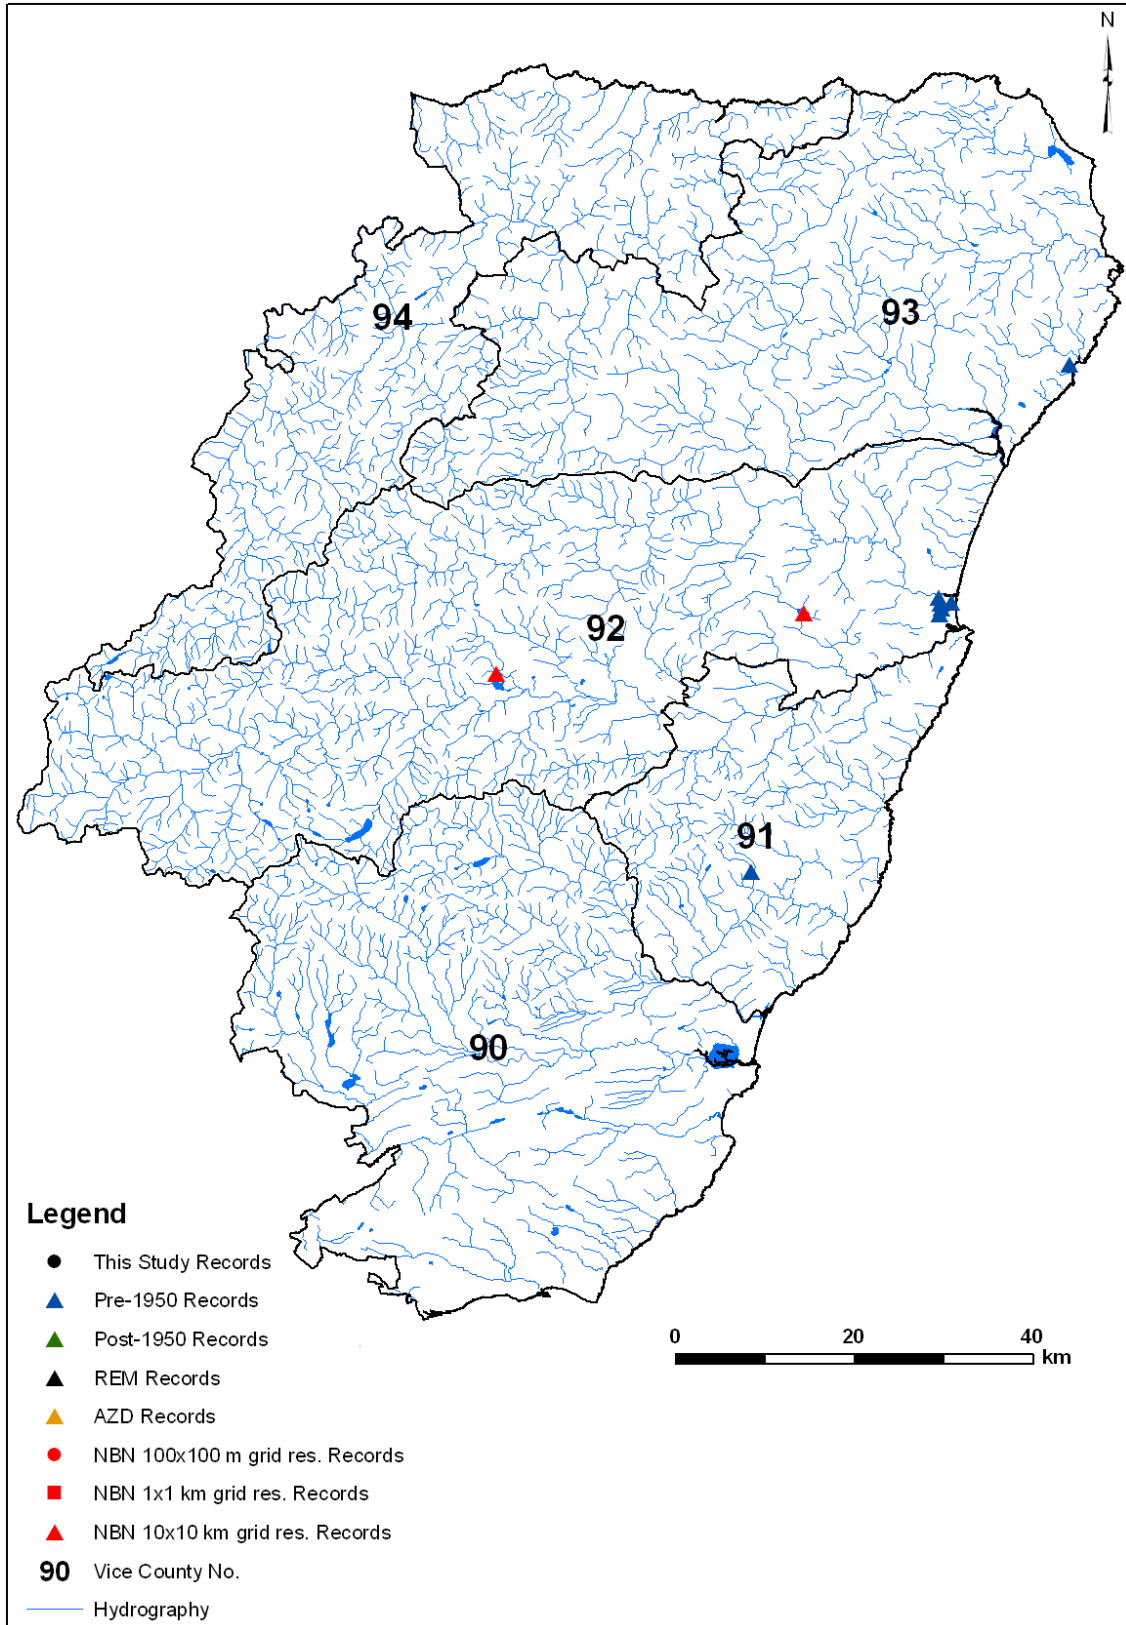 N
94
93
92
91
90
Legend
This Study Records
Pre-1950 Records
Post-1950 Records
REM Records
AZD Records
NBN 100x100 m grid res. Records
NBN 1x1 km grid res. Records
NBN 10x10 km grid res. Records
90 Vice County No.
Hydrography
0 20 40
km